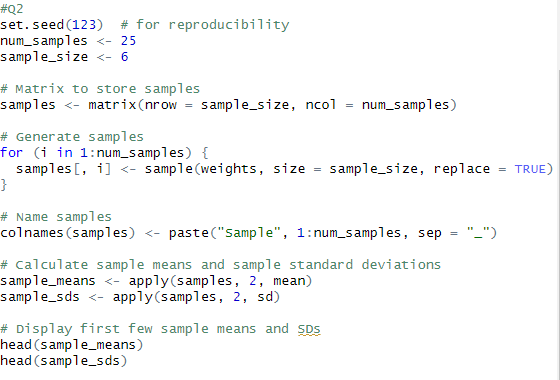 #Q2
set.seed(123)  # for reproducibility
num_samples <- 25
sample_size <- 6

# Matrix to store samples
samples <- matrix(nrow = sample_size, ncol = num_samples)

# Generate samples
for (i in 1:num_samples) {
  samples[, i] <- sample(weights, size = sample_size, replace = TRUE)
}

# Name samples
colnames(samples) <- paste("Sample", 1:num_samples, sep = "_")

# Calculate sample means and sample standard deviations
sample_means <- apply(samples, 2, mean)
sample_sds <- apply(samples, 2, sd)

# Display first few sample means and SDs
head(sample_means)
head(sample_sds)